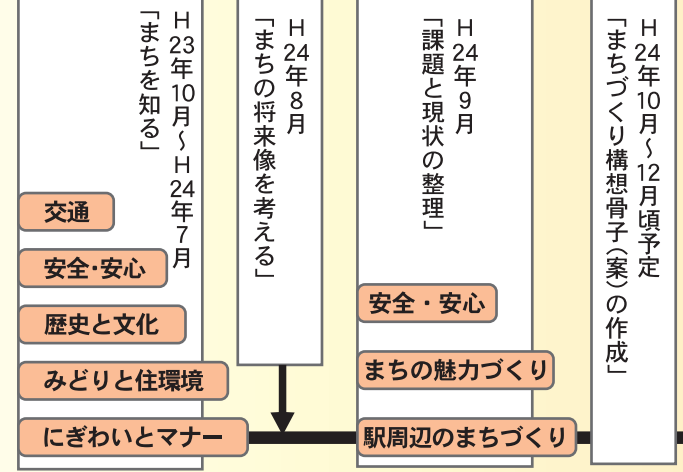 H23年10月～H24年7月
「まちを知る」
交通
安全・安心
歴史と文化
みどりと住環境
にぎわいとマナー
H24年8月
「まちの将来像を考える」
H24年9月
「課題と現状の整理」
安全・安心
まちの魅力づくり
駅周辺のまちづくり
H24年10月～12月頃予定
「まちづくり構想骨子（案）の作成」